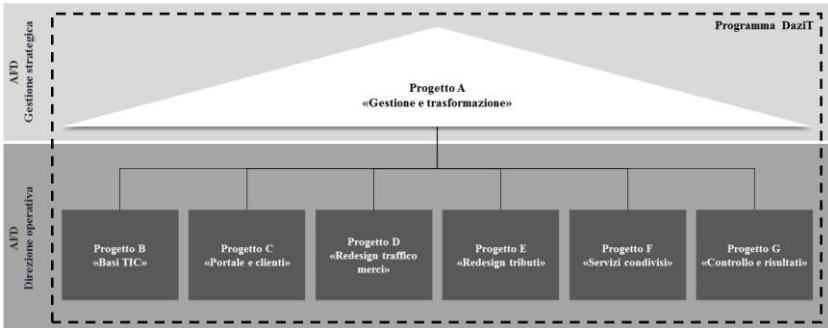 Programma DaziT
AFD
Gestione strategica
Progetto A
«Gestione e trasformazione»
AFD
Direzione operativa
Progetto B
«Basi TIC»
Progetto C
«Portale e clienti»
Progetto D
«Redesign traffico
merci»
Progetto E
«Redesign tributi»
Progetto F
«Servizi condivisi»
Progetto G
«Controllo e risultati»